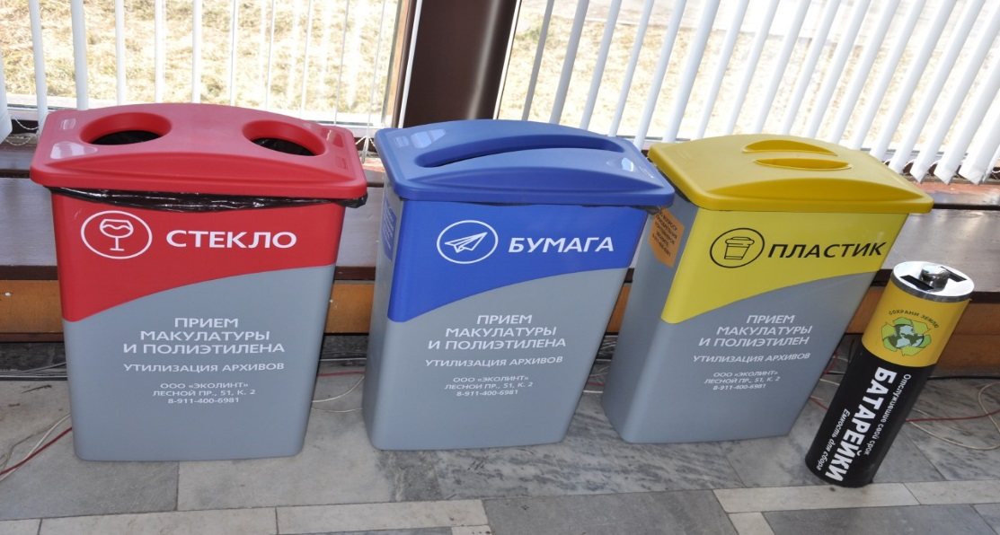 СТЕКЛО
ПРИЕМ
МАКУЛАТУРЫ
И ПОЛИЭТИЛЕНА
УТИЛИЗАЦИЯ АРХИВОВ
ООО «ЭКОЛИНТ»
ЛЕСНОЙ ПР., 51, К. 2
8-911-400-6981
БУМАГА
ПРИЕМ
МАКУЛАТУРЫ
И ПОЛИЭТИЛЕНА
УТИЛИЗАЦИЯ АРХИВОВ
ООО «ЭКОЛИНТ»
ЛЕСНОЙ ПР., 51, К. 2
8-911-400-6981
ПЛАСТИК
ПРИЕМ
МАКУЛАТУРЫ
И ПОЛИЭТИЛЕН
УТИЛИЗАЦИЯ АРХИВОВ
ООО «ЭКОЛИНТ»
ЛЕСНОЙ ПР., 51, К. 2
8-911-400-6981
СОХРАНИ ЗЕМЛЮ
Отслужившие свой срок
БАТАРЕЙКИ
Емкость для сбора